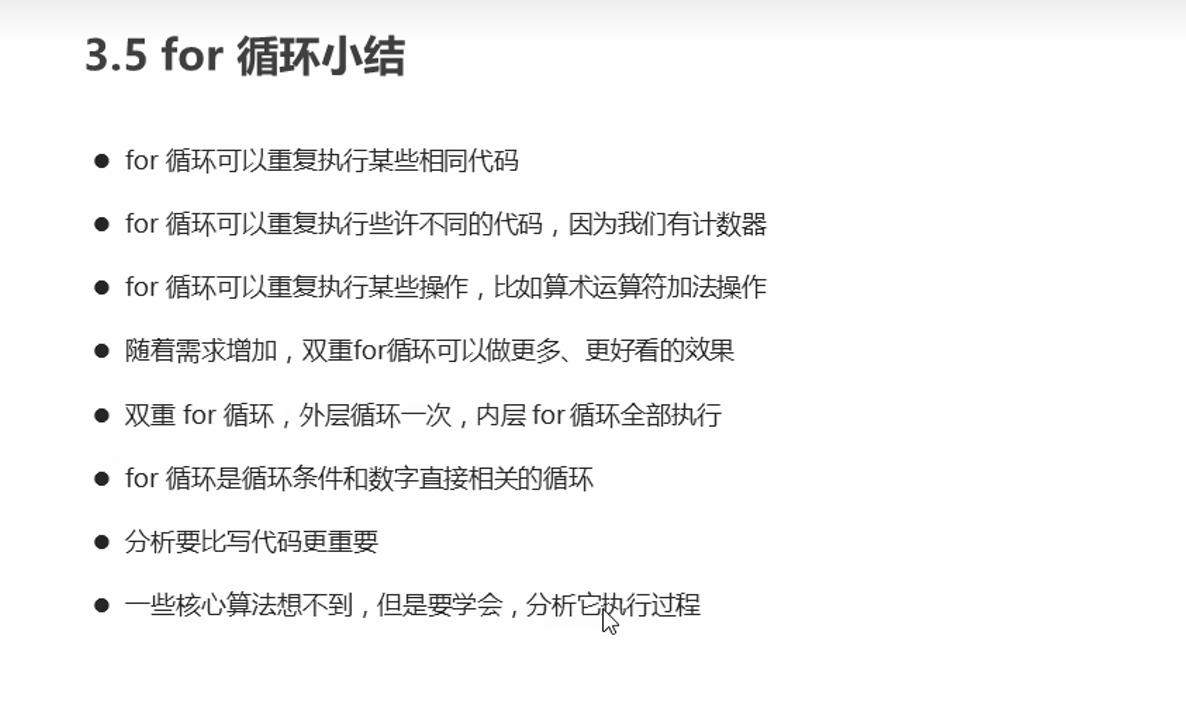 3.5 for 循环小结
● for 循环可以重复执行某些相同代码
● for 循环可以重复执行些许不同的代码，因为我们有计数器
● for 循环可以重复执行某些操作，比如算术运算符加法操作
● 随着需求增加，双重for循环可以做更多、更好看的效果
● 双重 for 循环，外层循环一次，内层 for 循环全部执行
● for 循环是循环条件和数字直接相关的循环
● 分析要比写代码更重要
● 一些核心算法想不到，但是要学会，分析它执行过程